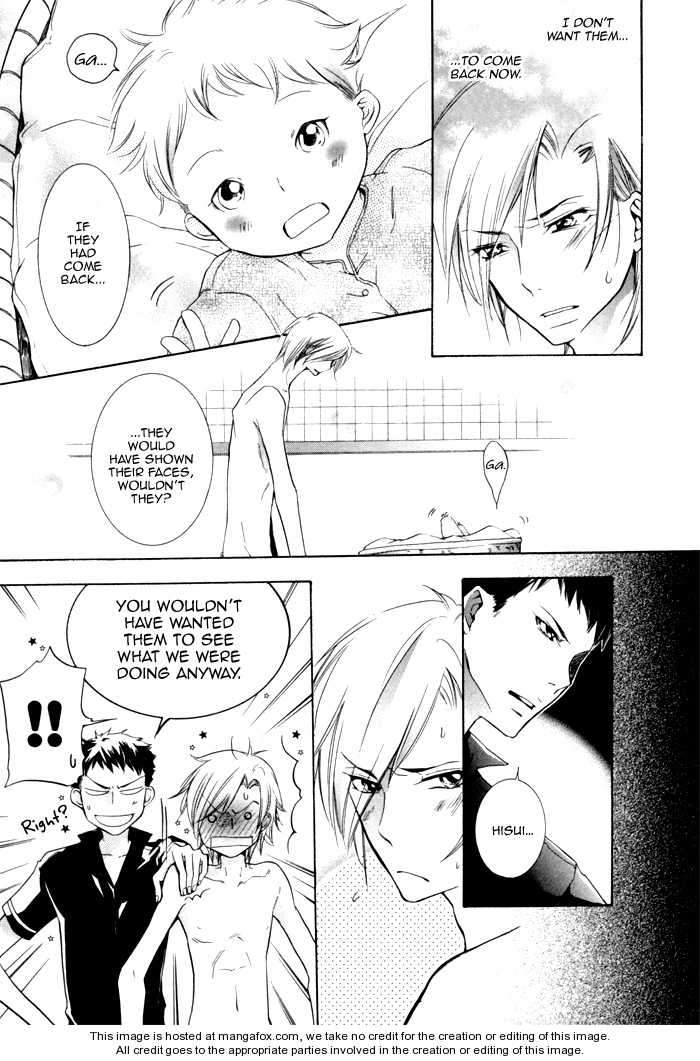 I DON'T
WANT THEM...
...TO COME
BACK NOW.
GA...
IF
THEY
HAD
COME
BACK...
...THEY
WOULD
HAVE SHOWN
THEIR FACES,
WOULDN'T
THEY?
GA.
HISUI...
YOU WOULDN'T
HAVE WANTED
THEM TO SEE
WHAT WE WERE
DOING ANYWAY.
!!
Right?
This image is hosted at mangafox.com, we take no credit for the creation or editing of this image.
All credit goes to the appropriate parties involved in the creation or editing of this image.